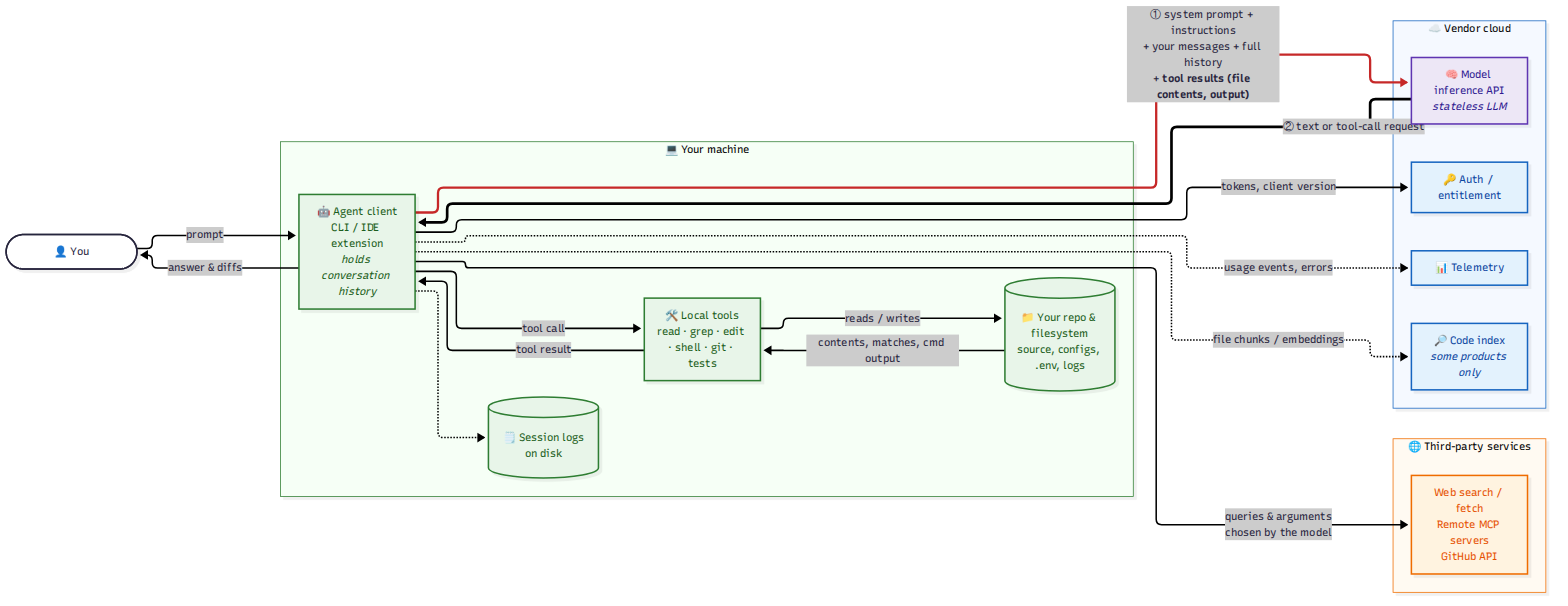 ① system prompt +
instructions
+ your messages + full
history
+ tool results (file
contents, output)
☁️ Vendor cloud
🧠 Model
inference API
stateless LLM
② text or tool-call request
💻 Your machine
🤖 Agent client
CLI / IDE
extension
holds
conversation
history
tokens, client version
🔑 Auth /
entitlement
prompt
👤 You
answer & diffs
usage events, errors
📊 Telemetry
🛠️ Local tools
read · grep · edit
· shell · git ·
tests
tool call
tool result
reads / writes
contents, matches, cmd
output
📁 Your repo &
filesystem
source, configs,
.env, logs
file chunks / embeddings
🔎 Code index
some products
only
🗒️ Session logs
on disk
🌐 Third-party services
queries & arguments
chosen by the model
Web search /
fetch
Remote MCP
servers
GitHub API